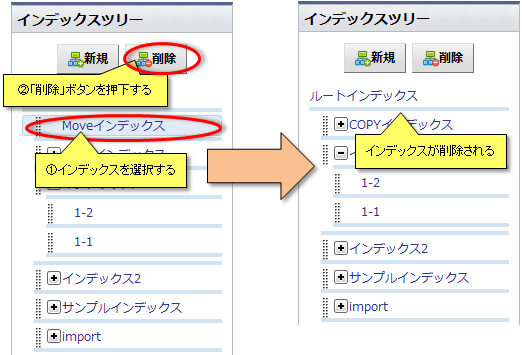 インデックスツリー
新規
削除
②「削除」ボタンを押下する
Moveインデックス
①インデックスを選択する
1-2
1-1
インデックス2
サンプルインデックス
import
インデックスツリー
新規
削除
ルートインデックス
COPYインデックス
インデックスが削除される
1-2
1-1
インデックス2
サンプルインデックス
import